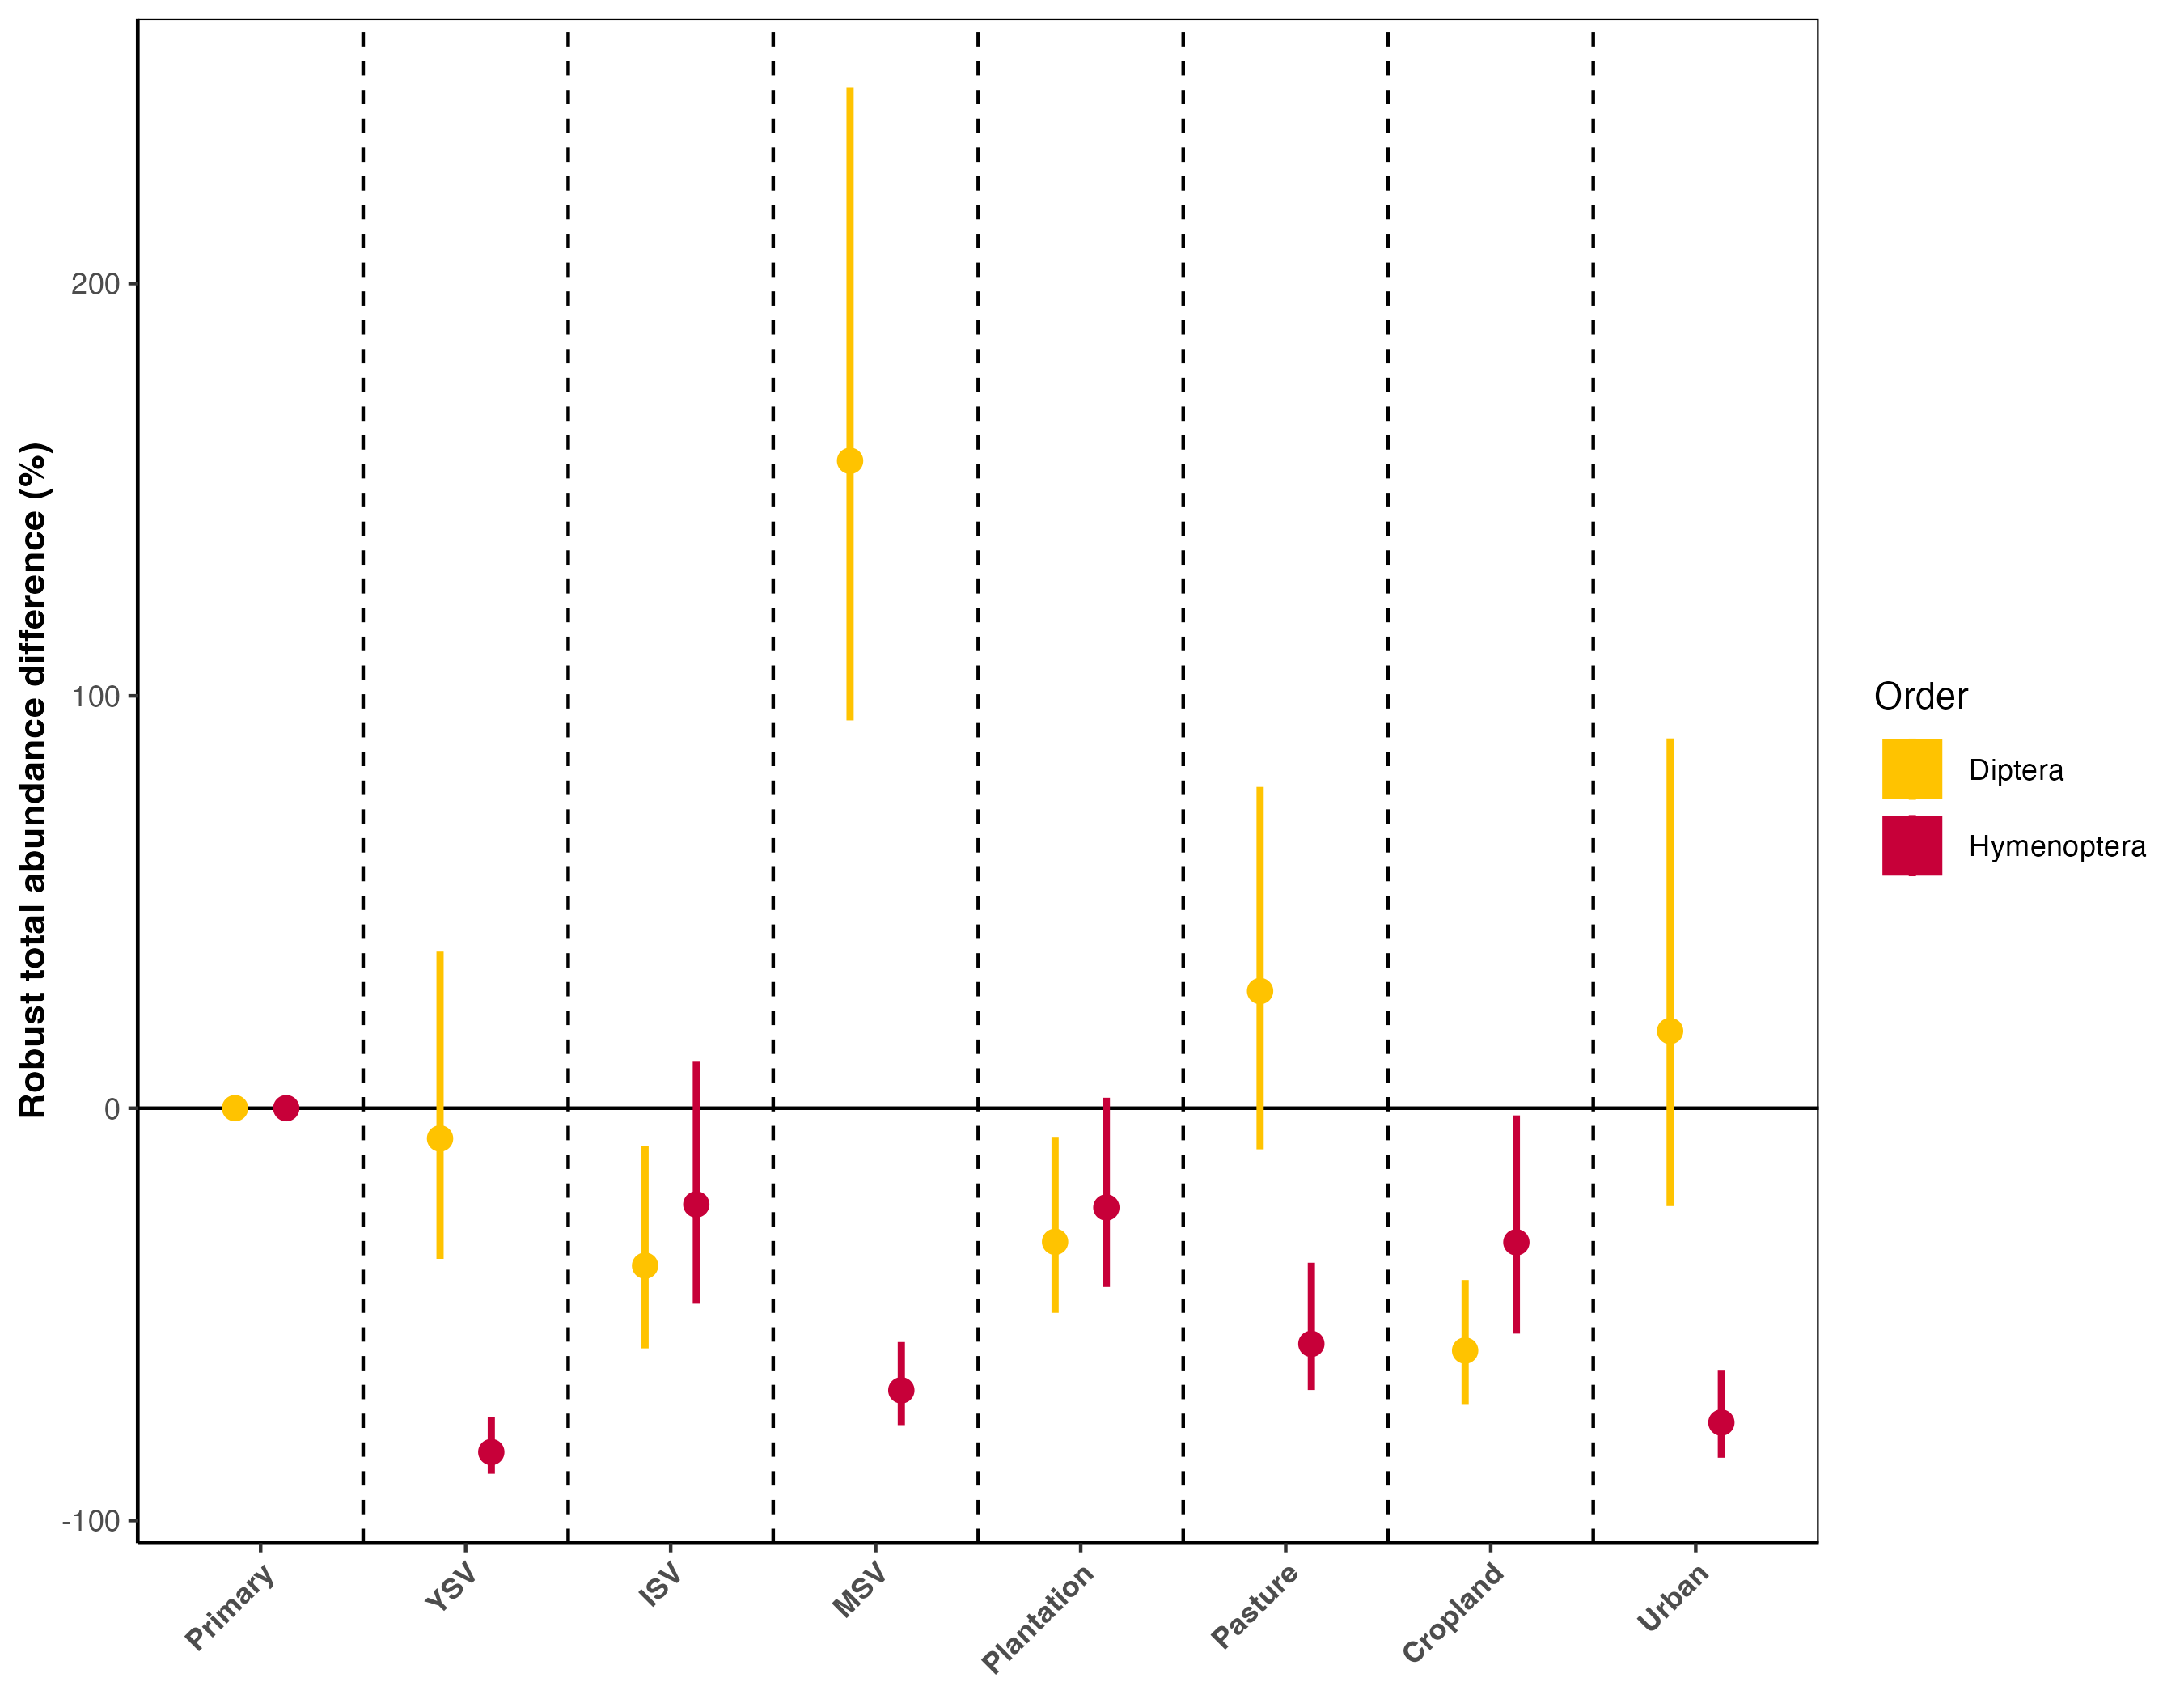 Robust total abundance difference (%)
200
100
0
-100
Primary
YSV
ISV
MSV
Plantation
Pasture
Cropland
Urban
Order
Diptera
Hymenoptera